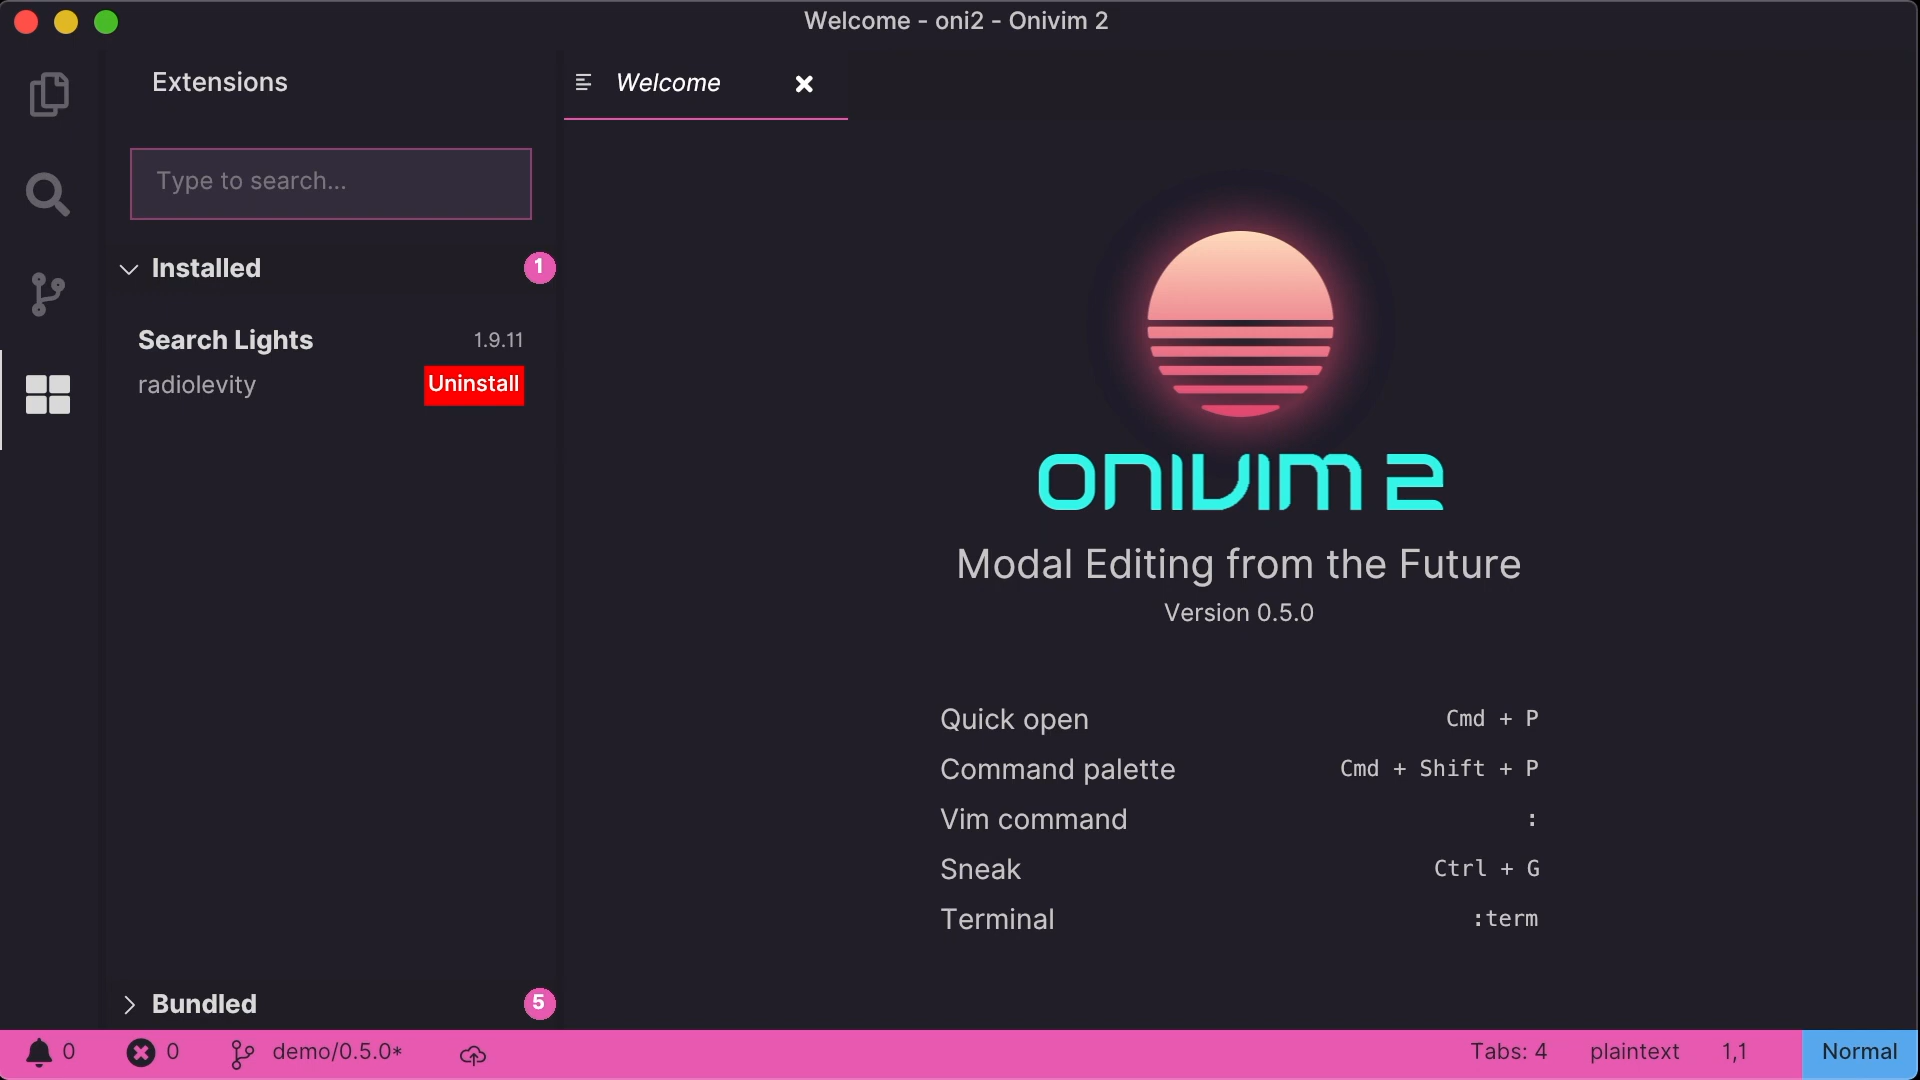 Welcome - oni2 - Onivim 2
Extensions
Welcome
Type to search...
Installed 1
Search Lights 1.9.11
radiolevity Uninstall
Bundled 5
ONIVIM 2
Modal Editing from the Future
Version 0.5.0
Quick open Cmd + P
Command palette Cmd + Shift + P
Vim command :
Sneak Ctrl + G
Terminal :term
0 0 demo/0.5.0* Tabs: 4 plaintext 1,1 Normal